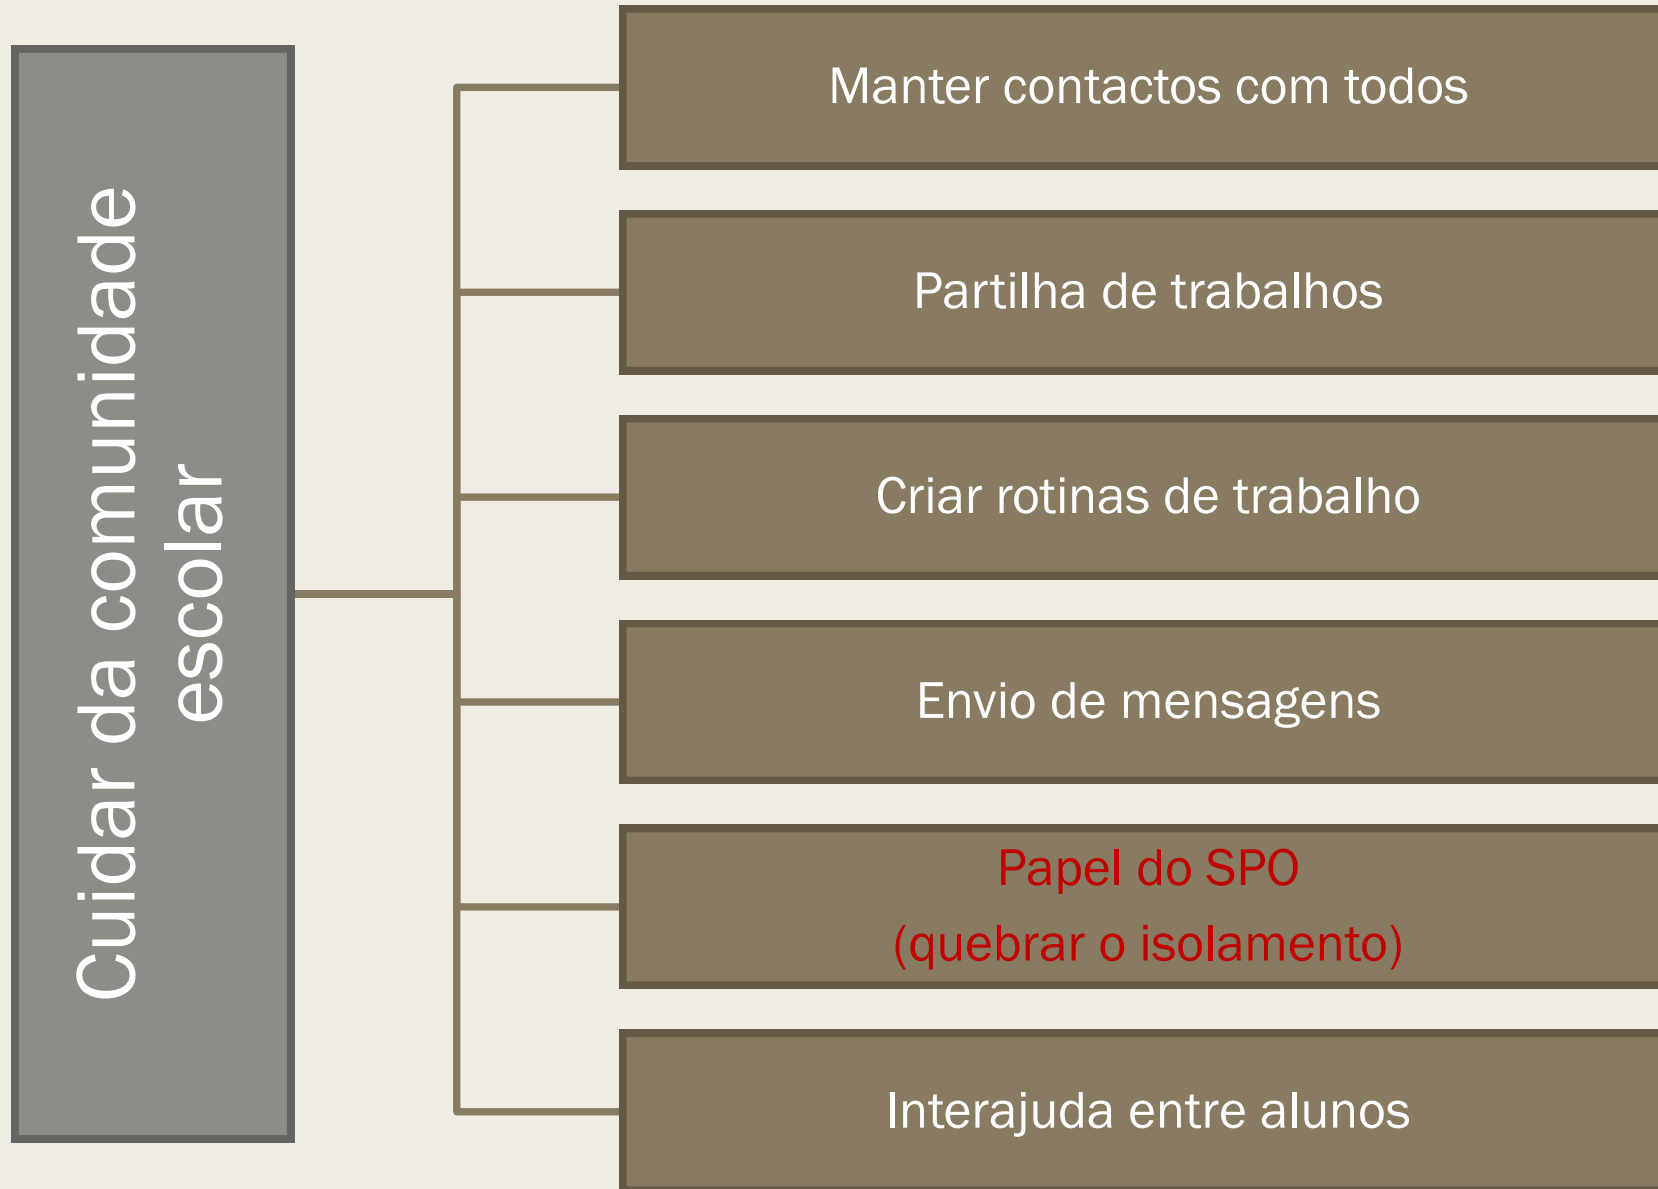 Cuidar da comunidade
escolar
Manter contactos com todos
Partilha de trabalhos
Criar rotinas de trabalho
Envio de mensagens
Papel do SPO
(quebrar o isolamento)
Interajuda entre alunos